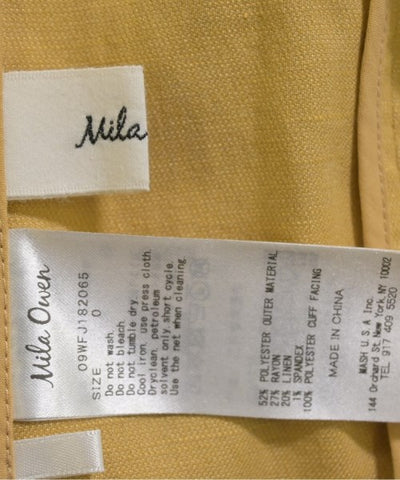 Mila
Mila Owen
09WFJ182065
SIZE 0
Do not wash.
Do not bleach.
Do not tumble dry.
Cool iron. use press cloth.
Dryclean, petroleum
solvent only short cycle.
Use the net when cleaning
52% POLYESTER OUTER MATERIAL
27% RAYON
20% LINEN
1% SPANDEX
100% POLYESTER CUFF FACING
MADE IN CHINA
MASH U.S.A Inc.
144 Orchard St New York, NY 10002
TEL 917 409 5520